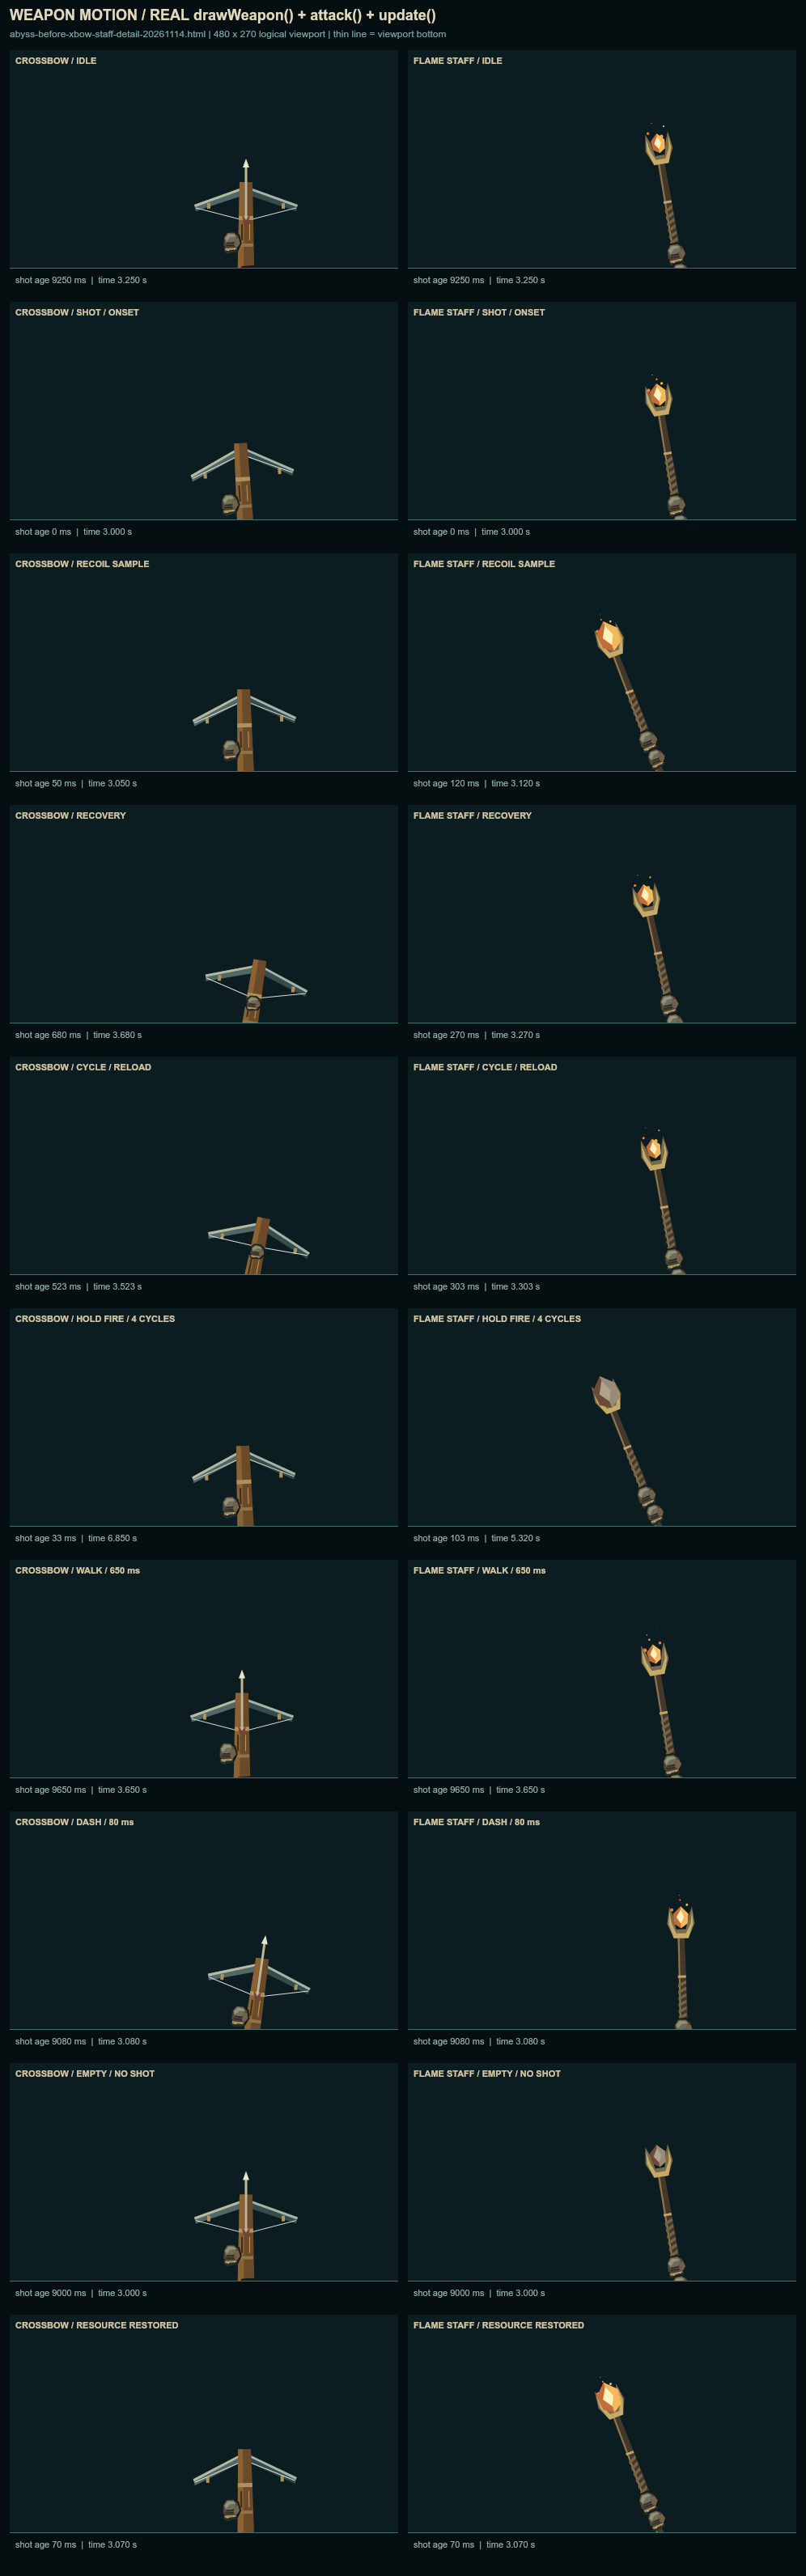 WEAPON MOTION / REAL drawWeapon() + attack() + update()
abyss-before-xbow-staff-detail-20261114.html | 480 x 270 logical viewport | thin line = viewport bottom
CROSSBOW / IDLE
FLAME STAFF / IDLE
shot age 9250 ms | time 3.250 s
shot age 9250 ms | time 3.250 s
CROSSBOW / SHOT / ONSET
FLAME STAFF / SHOT / ONSET
shot age 0 ms | time 3.000 s
shot age 0 ms | time 3.000 s
CROSSBOW / RECOIL SAMPLE
FLAME STAFF / RECOIL SAMPLE
shot age 50 ms | time 3.050 s
shot age 120 ms | time 3.120 s
CROSSBOW / RECOVERY
FLAME STAFF / RECOVERY
shot age 680 ms | time 3.680 s
shot age 270 ms | time 3.270 s
CROSSBOW / CYCLE / RELOAD
FLAME STAFF / CYCLE / RELOAD
shot age 523 ms | time 3.523 s
shot age 303 ms | time 3.303 s
CROSSBOW / HOLD FIRE / 4 CYCLES
FLAME STAFF / HOLD FIRE / 4 CYCLES
shot age 33 ms | time 6.850 s
shot age 103 ms | time 5.320 s
CROSSBOW / WALK / 650 ms
FLAME STAFF / WALK / 650 ms
shot age 9650 ms | time 3.650 s
shot age 9650 ms | time 3.650 s
CROSSBOW / DASH / 80 ms
FLAME STAFF / DASH / 80 ms
shot age 9080 ms | time 3.080 s
shot age 9080 ms | time 3.080 s
CROSSBOW / EMPTY / NO SHOT
FLAME STAFF / EMPTY / NO SHOT
shot age 9000 ms | time 3.000 s
shot age 9000 ms | time 3.000 s
CROSSBOW / RESOURCE RESTORED
FLAME STAFF / RESOURCE RESTORED
shot age 70 ms | time 3.070 s
shot age 70 ms | time 3.070 s